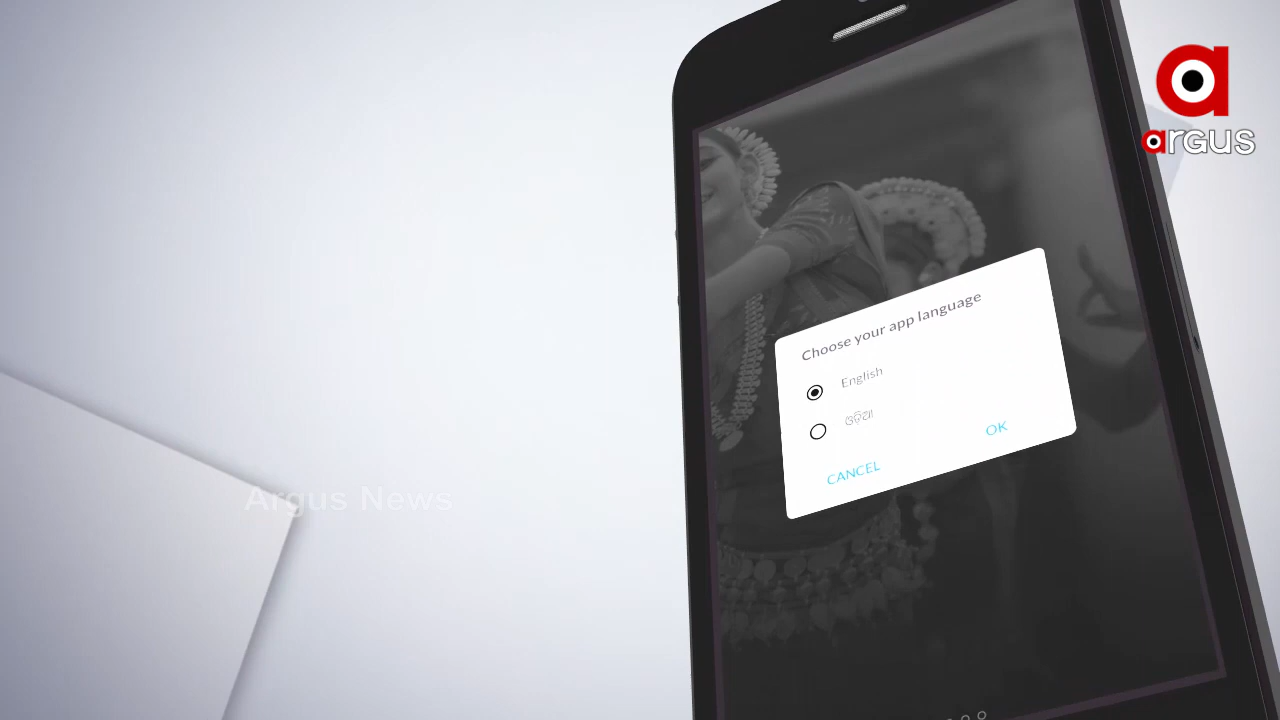 argus
Choose your app language
English
ଓଡ଼ିଆ
OK
CANCEL
Argus News